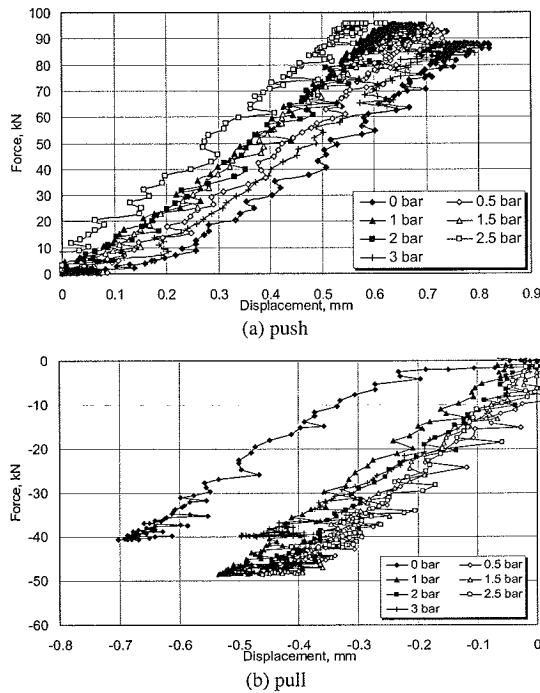 100
90
80
70
60
50
40
30
20
10
0
Force, kN
0 bar 0.5 bar
1 bar 1.5 bar
2 bar 2.5 bar
3 bar
0 0.1 0.2 0.3 0.4 0.5 0.6 0.7 0.8 0.9
Displacement, mm
(a) push
0
-10
-20
-30
-40
-50
-60
Force, kN
0 bar 0.5 bar
1 bar 1.5 bar
2 bar 2.5 bar
3 bar
-0.8 -0.7 -0.6 -0.5 -0.4 -0.3 -0.2 -0.1 0
Displacement, mm
(b) pull